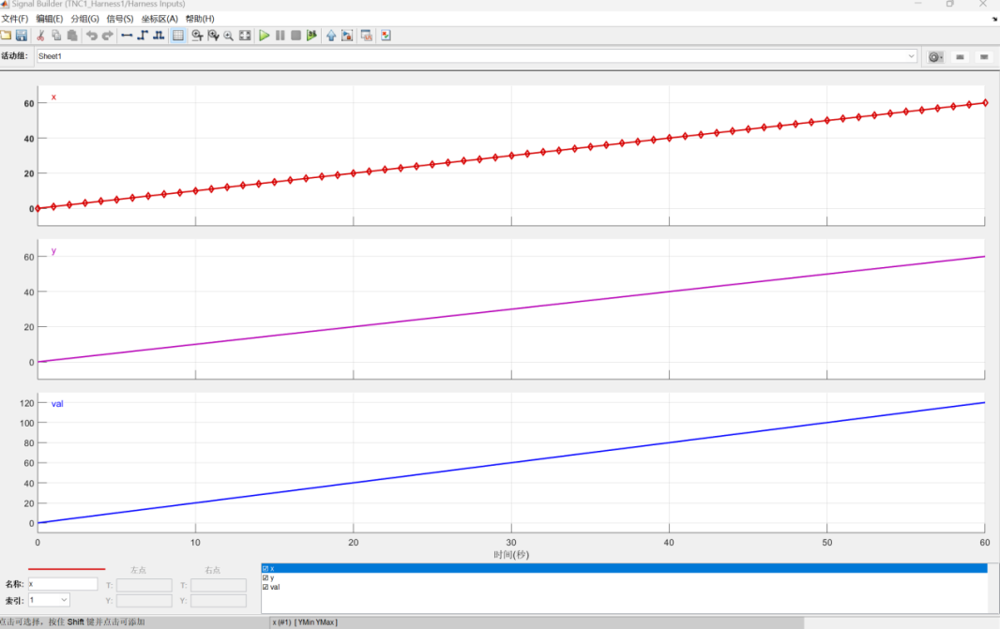 Signal Builder (TNC1_Harness1/Harness Inputs)
文件(F) 编辑(E) 分组(G) 信号(S) 坐标区(A) 帮助(H)
活动组: Sheet1
x
60
40
20
0
y
60
40
20
0
val
120
100
80
60
40
20
0
0 10 20 30 40 50 60
时间(秒)
左点 右点
名称: x T: T:
索引: 1 Y: Y:
x
y
val
点击可选择，按住 Shift 键并点击可添加
x (#1) [ YMin YMax ]